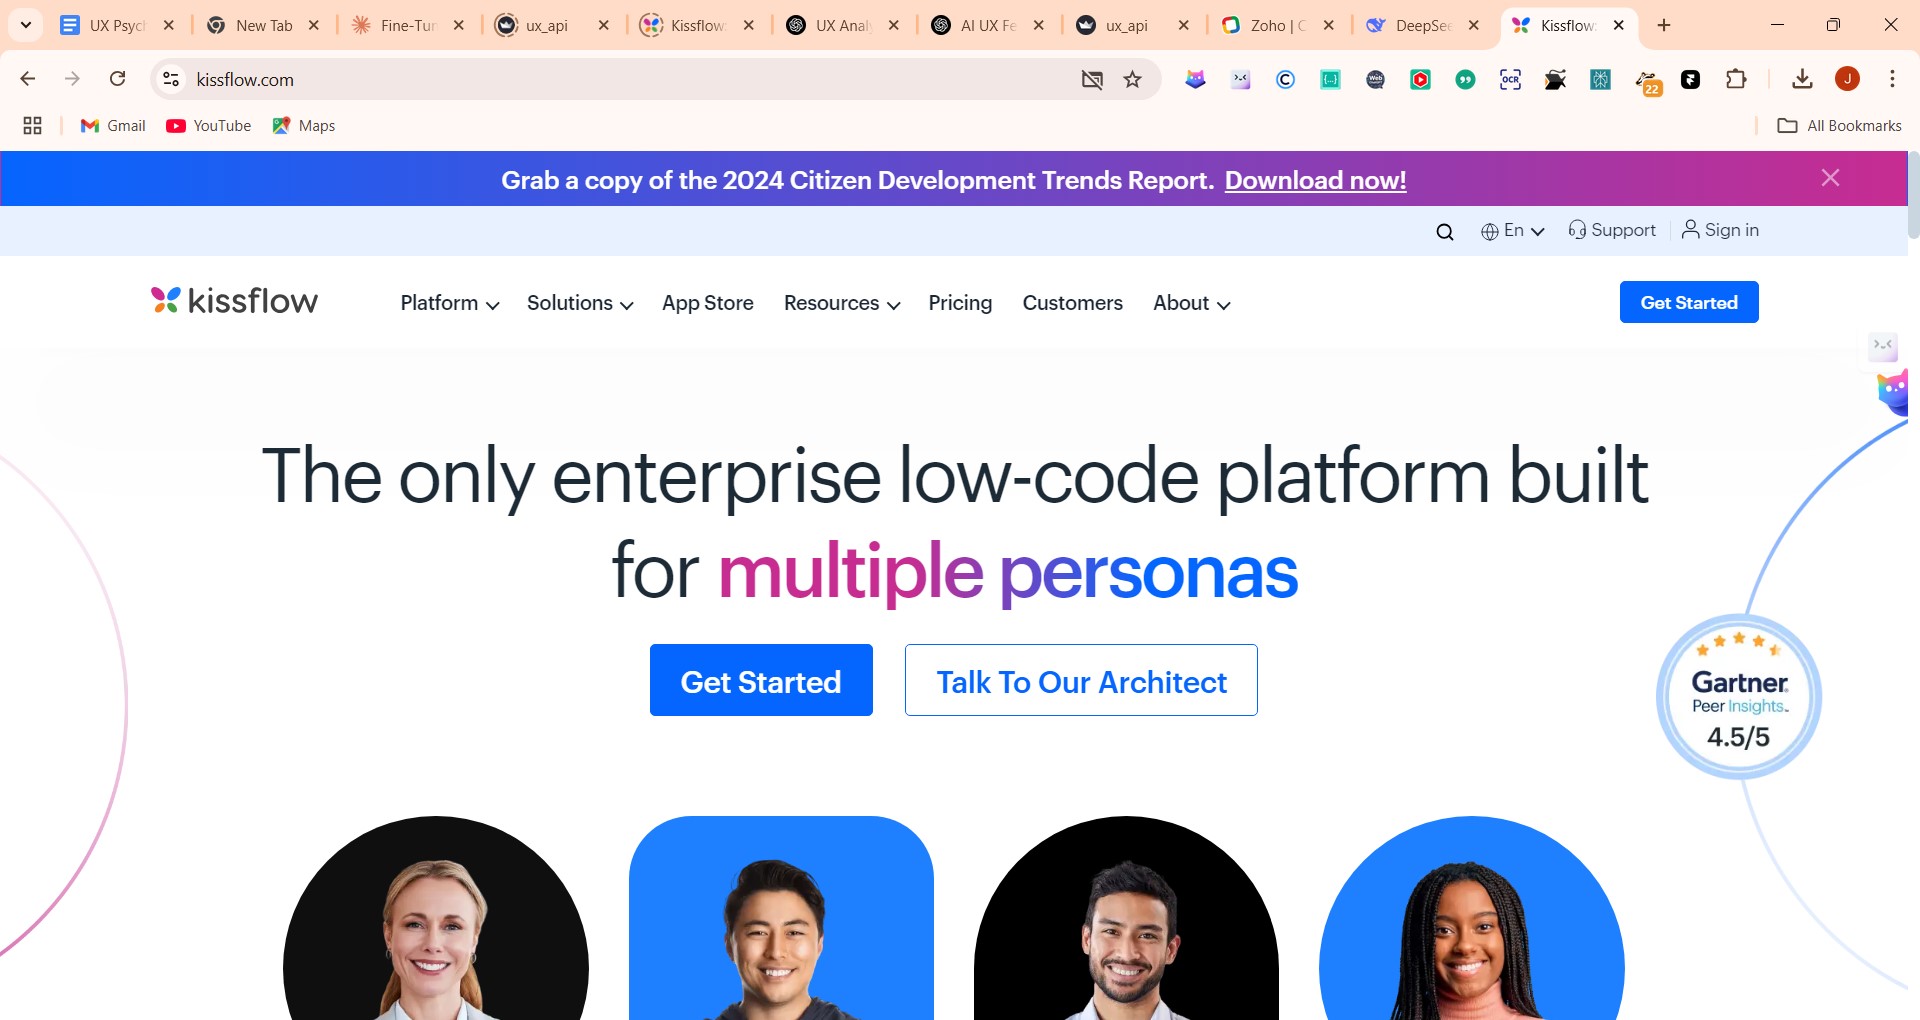 UX Psyc
New Tab
Fine-Tun
ux_api
Kissflow
UX Analy
AI UX Fe
ux_api
Zoho | C
DeepSee
Kissflow:
kissflow.com
22
J
Gmail
YouTube
Maps
All Bookmarks
Grab a copy of the 2024 Citizen Development Trends Report. Download now!
En
Support
Sign in
kissflow
Platform
Solutions
App Store
Resources
Pricing
Customers
About
Get Started
The only enterprise low-code platform built
for multiple personas
Get Started
Talk To Our Architect
Gartner
Peer Insights
4.5/5